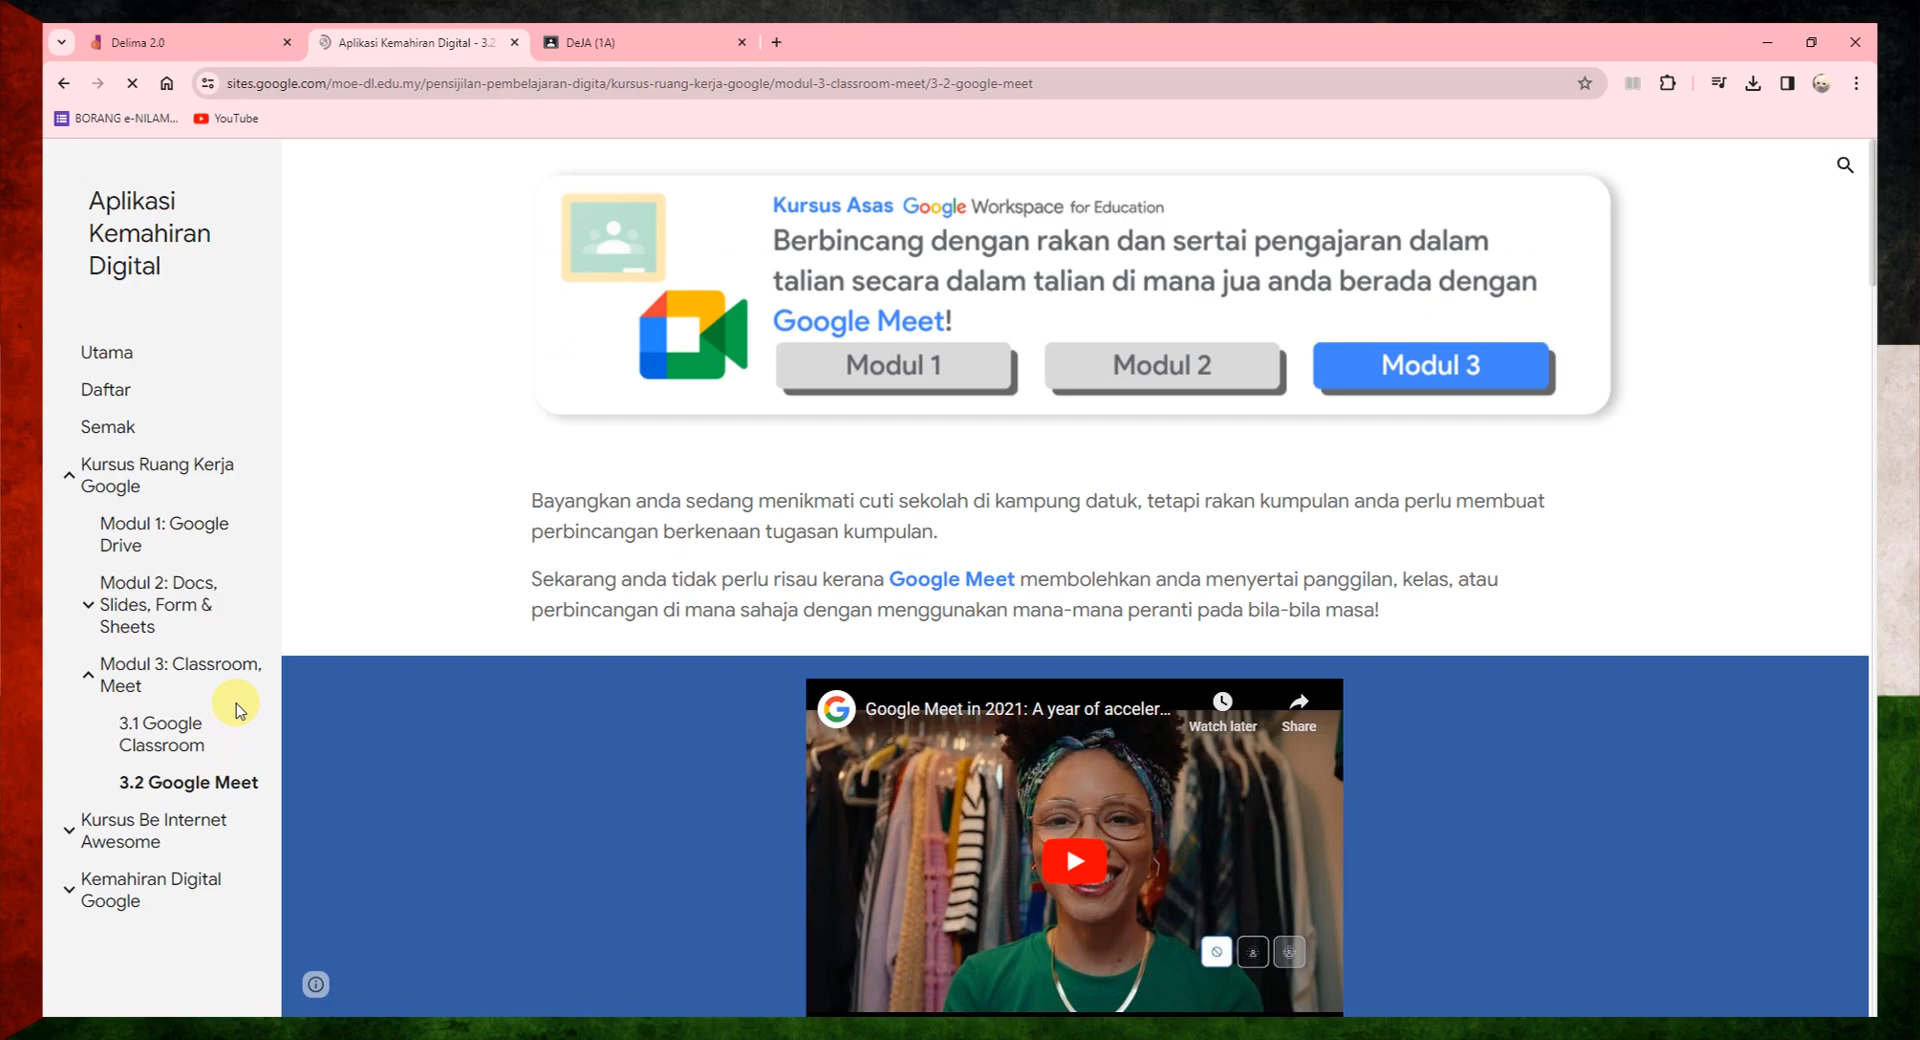 Delima 2.0
Aplikasi Kemahiran Digital - 3.2
DeJA (1A)
sites.google.com/moe-dl.edu.my/pensijilan-pembelajaran-digita/kursus-ruang-kerja-google/modul-3-classroom-meet/3-2-google-meet
BORANG e-NILAM...
YouTube
Aplikasi
Kemahiran
Digital
Utama
Daftar
Semak
Kursus Ruang Kerja
Google
Modul 1: Google
Drive
Modul 2: Docs,
Slides, Form &
Sheets
Modul 3: Classroom,
Meet
3.1 Google
Classroom
3.2 Google Meet
Kursus Be Internet
Awesome
Kemahiran Digital
Google
Kursus Asas Google Workspace for Education
Berbincang dengan rakan dan sertai pengajaran dalam
talian secara dalam talian di mana jua anda berada dengan
Google Meet!
Modul 1
Modul 2
Modul 3
Bayangkan anda sedang menikmati cuti sekolah di kampung datuk, tetapi rakan kumpulan anda perlu membuat
perbincangan berkenaan tugasan kumpulan.
Sekarang anda tidak perlu risau kerana Google Meet membolehkan anda menyertai panggilan, kelas, atau
perbincangan di mana sahaja dengan menggunakan mana-mana peranti pada bila-bila masa!
Google Meet in 2021: A year of acceler...
Watch later
Share